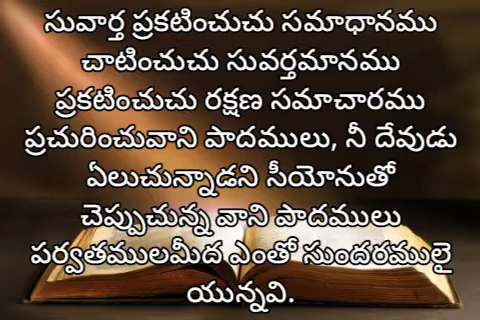 సువార్త ప్రకటించుచు సమాధానము
చాటించుచు సువర్తమానము
ప్రకటించుచు రక్షణ సమాచారము
ప్రచురించువాని పాదములు, నీ దేవుడు
ఏలుచున్నాడని సీయోనుతో
చెప్పుచున్న వాని పాదములు
పర్వతములమీద ఎంతో సుందరములై
యున్నవి.